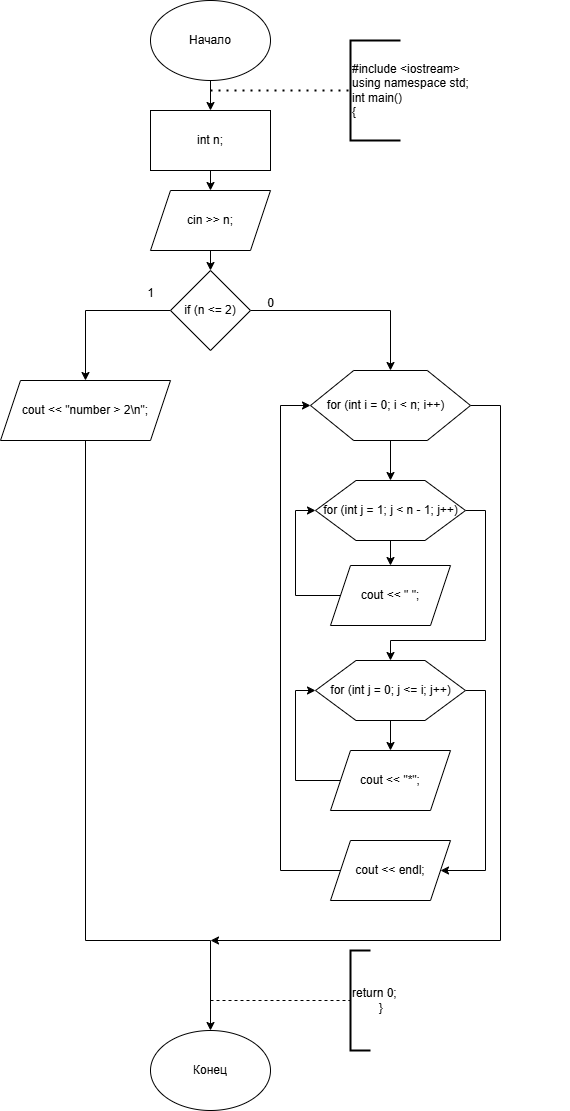 Начало
#include <iostream>
using namespace std;
int main()
{
int n;
cin >> n;
1
0
if (n <= 2)
cout << "number > 2\n";
for (int i = 0; i < n; i++)
for (int j = 1; j < n - 1; j++)
cout << " ";
for (int j = 0; j <= i; j++)
cout << "*";
cout << endl;
return 0;
}
Конец